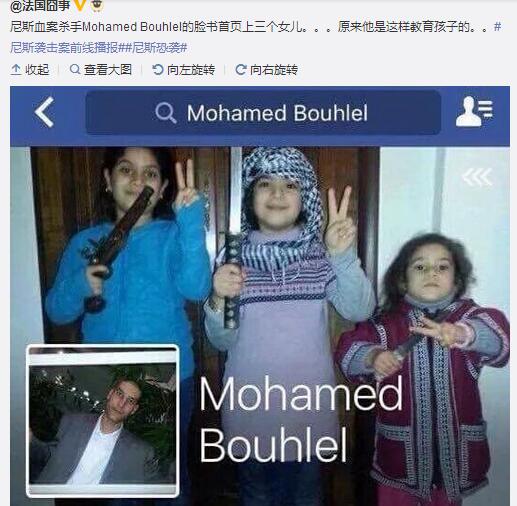 @法国囧事
尼斯血案杀手Mohamed Bouhlel的脸书首页上三个女儿。。。原来他是这样教育孩子的。。#
尼斯袭击案前线播报##尼斯恐袭#
收起 查看大图 向左旋转 向右旋转
Mohamed Bouhlel
Mohamed
Bouhlel